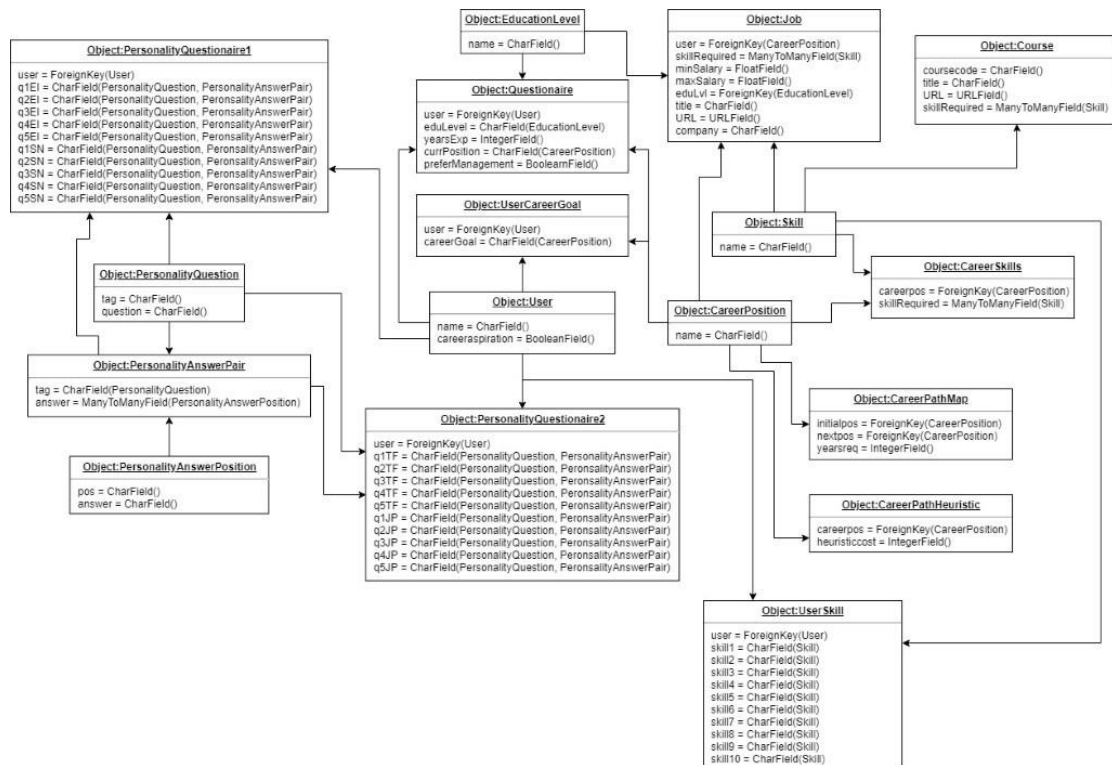 Object:EducationLevel
name = CharField()
Object:Job
user = ForeignKey(CareerPosition)
skillRequired = ManyToManyField(Skill)
minSalary = FloatField()
maxSalary = FloatField()
eduLvl = ForeignKey(EducationLevel)
title = CharField()
URL = URLField()
company = CharField()
Object:Course
coursecode = CharField()
title = CharField()
URL = URLField()
skillRequired = ManyToManyField(Skill)
Object:PersonalityQuestionaire1
user = ForeignKey(User)
q1EI = CharField(PersonalityQuestion, PersonalityAnswerPair)
q2EI = CharField(PersonalityQuestion, PersonalityAnswerPair)
q3EI = CharField(PersonalityQuestion, PersonalityAnswerPair)
q4EI = CharField(PersonalityQuestion, PersonalityAnswerPair)
q5EI = CharField(PersonalityQuestion, PersonalityAnswerPair)
q1SN = CharField(PersonalityQuestion, PeronsalityAnswerPair)
q2SN = CharField(PersonalityQuestion, PeronsalityAnswerPair)
q3SN = CharField(PersonalityQuestion, PeronsalityAnswerPair)
q4SN = CharField(PersonalityQuestion, PeronsalityAnswerPair)
q5SN = CharField(PersonalityQuestion, PeronsalityAnswerPair)
Object:Questionaire
user = ForeignKey(User)
eduLevel = CharField(EducationLevel)
yearsExp = IntegerField()
currPosition = CharField(CareerPosition)
preferManagement = BooleamField()
Object:UserCareerGoal
user = ForeignKey(User)
careerGoal = CharField(CareerPosition)
Object:Skill
name = CharField()
Object:CareerSkills
careerpos = ForeignKey(CareerPosition)
skillRequired = ManyToManyField(Skill)
Object:PersonalityQuestion
tag = CharField()
question = CharField()
Object:User
name = CharField()
careeraspiration = BooleanField()
Object:CareerPosition
name = CharField()
Object:PersonalityAnswerPair
tag = CharField(PersonalityQuestion)
answer = ManyToManyField(PersonalityAnswerPosition)
Object:CareerPathMap
initialpos = ForeignKey(CareerPosition)
nextpos = ForeignKey(CareerPosition)
yearsreq = IntegerField()
Object:PersonalityQuestionaire2
user = ForeignKey(User)
q1TF = CharField(PersonalityQuestion, PersonalityAnswerPair)
q2TF = CharField(PersonalityQuestion, PersonalityAnswerPair)
q3TF = CharField(PersonalityQuestion, PersonalityAnswerPair)
q4TF = CharField(PersonalityQuestion, PersonalityAnswerPair)
q5TF = CharField(PersonalityQuestion, PersonalityAnswerPair)
q1JP = CharField(PersonalityQuestion, PeronsalityAnswerPair)
q2JP = CharField(PersonalityQuestion, PeronsalityAnswerPair)
q3JP = CharField(PersonalityQuestion, PeronsalityAnswerPair)
q4JP = CharField(PersonalityQuestion, PeronsalityAnswerPair)
q5JP = CharField(PersonalityQuestion, PeronsalityAnswerPair)
Object:PersonalityAnswerPosition
pos = CharField()
answer = CharField()
Object:CareerPathHeuristic
careerpos = ForeignKey(CareerPosition)
heuristiccost = IntegerField()
Object:UserSkill
user = ForeignKey(User)
skill1 = CharField(Skill)
skill2 = CharField(Skill)
skill3 = CharField(Skill)
skill4 = CharField(Skill)
skill5 = CharField(Skill)
skill6 = CharField(Skill)
skill7 = CharField(Skill)
skill8 = CharField(Skill)
skill9 = CharField(Skill)
skill10 = CharField(Skill)